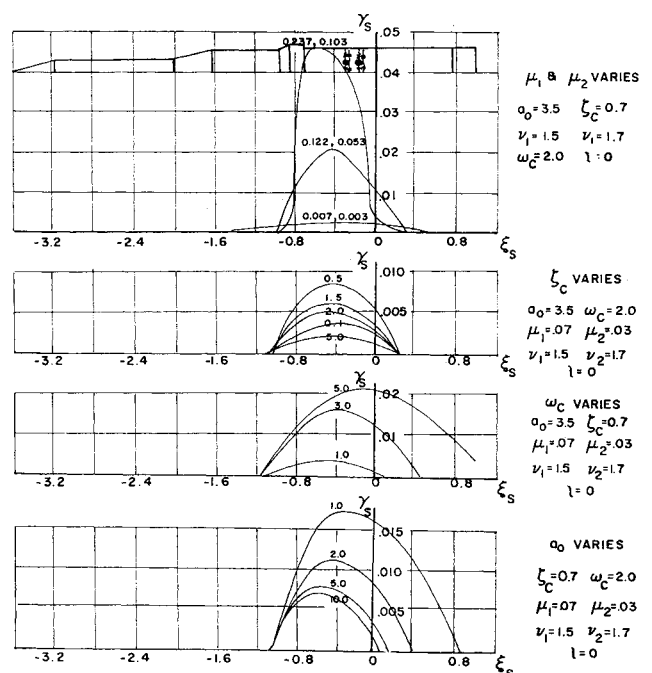 γS
.05
.04
.03
.02
.01
0.237, 0.103
0.122, 0.053
0.007, 0.003
-3.2 -2.4 -1.6 -0.8 0 0.8 ξS
μ1 & μ2 VARIES
a0=3.5 ζC=0.7
ν1=1.5 ν1=1.7
ωC=2.0 l=0
γS
.010
.005
0.5
1.5
2.0
0.1
5.0
-3.2 -2.4 -1.6 -0.8 0 0.8 ξS
ζC VARIES
a0=3.5 ωC=2.0
μ1=.07 μ2=.03
ν1=1.5 ν2=1.7
l=0
γS
.02
.01
5.0
3.0
1.0
-3.2 -2.4 -1.6 -0.8 0 0.8 ξS
ωC VARIES
a0=3.5 ζC=0.7
μ1=.07 μ2=.03
ν1=1.5 ν2=1.7
l=0
γS
.015
.010
.005
1.0
2.0
5.0
10.0
-3.2 -2.4 -1.6 -0.8 0 0.8 ξS
a0 VARIES
ζC=0.7 ωC=2.0
μ1=.07 μ2=.03
ν1=1.5 ν2=1.7
l=0